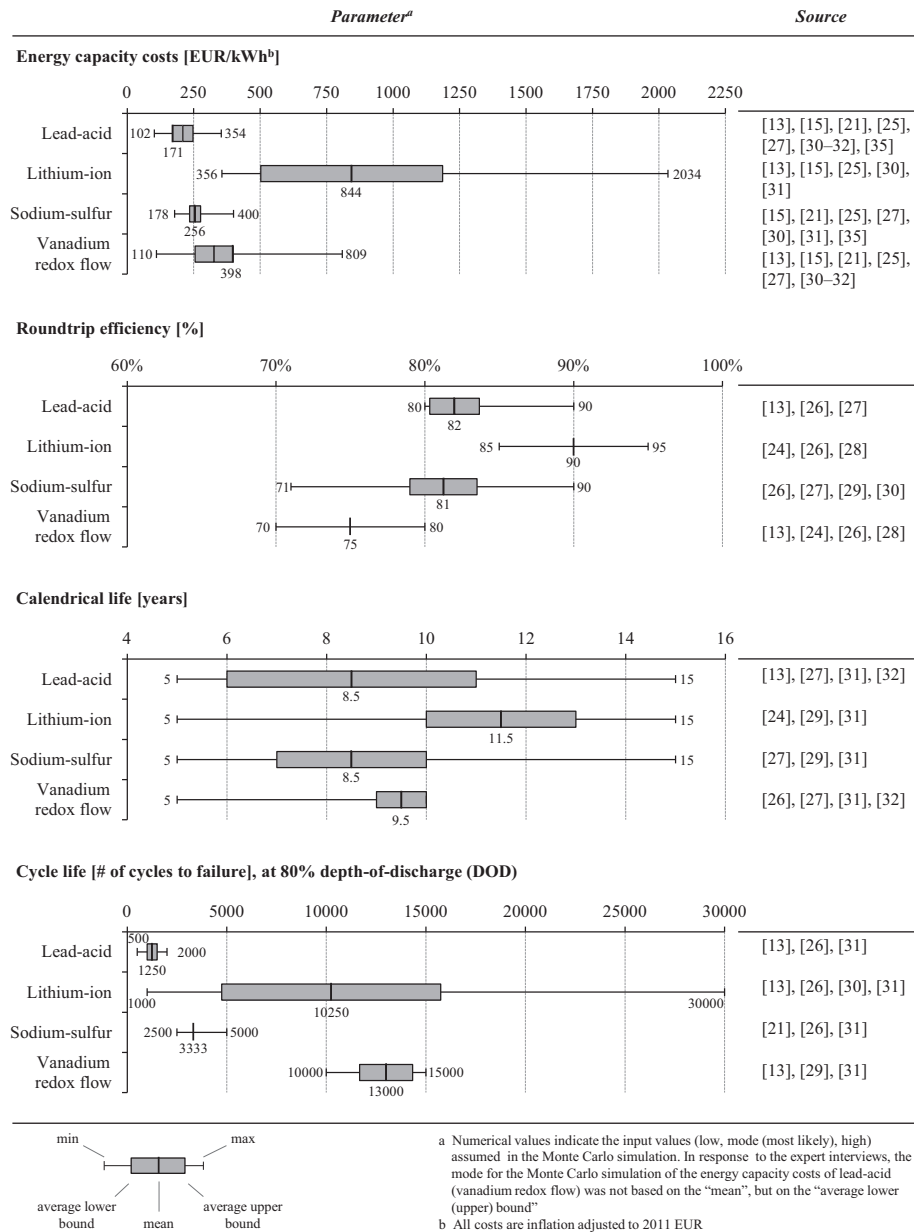 Parameterᵃ Source
Energy capacity costs [EUR/kWhᵇ]
0 250 500 750 1000 1250 1500 1750 2000 2250
Lead-acid 102 171 354 [13], [15], [21], [25],
[27], [30–32], [35]
Lithium-ion 356 844 2034 [13], [15], [25], [30],
[31]
Sodium-sulfur 178 256 400 [15], [21], [25], [27],
[30], [31], [35]
Vanadium
redox flow 110 398 809 [13], [15], [21], [25],
[27], [30–32]
Roundtrip efficiency [%]
60% 70% 80% 90% 100%
Lead-acid 80 82 90 [13], [26], [27]
Lithium-ion 85 90 95 [24], [26], [28]
Sodium-sulfur 71 81 90 [26], [27], [29], [30]
Vanadium
redox flow 70 75 80 [13], [24], [26], [28]
Calendrical life [years]
4 6 8 10 12 14 16
Lead-acid 5 8.5 15 [13], [27], [31], [32]
Lithium-ion 5 11.5 15 [24], [29], [31]
Sodium-sulfur 5 8.5 15 [27], [29], [31]
Vanadium
redox flow 5 9.5 [26], [27], [31], [32]
Cycle life [# of cycles to failure], at 80% depth-of-discharge (DOD)
0 5000 10000 15000 20000 25000 30000
Lead-acid 500 1250 2000 [13], [26], [31]
Lithium-ion 1000 10250 30000 [13], [26], [30], [31]
Sodium-sulfur 2500 3333 5000 [21], [26], [31]
Vanadium
redox flow 10000 13000 15000 [13], [29], [31]
min max
average lower
bound
mean
average upper
bound
a Numerical values indicate the input values (low, mode (most likely), high)
assumed in the Monte Carlo simulation. In response to the expert interviews, the
mode for the Monte Carlo simulation of the energy capacity costs of lead-acid
(vanadium redox flow) was not based on the “mean”, but on the “average lower
(upper) bound”
b All costs are inflation adjusted to 2011 EUR